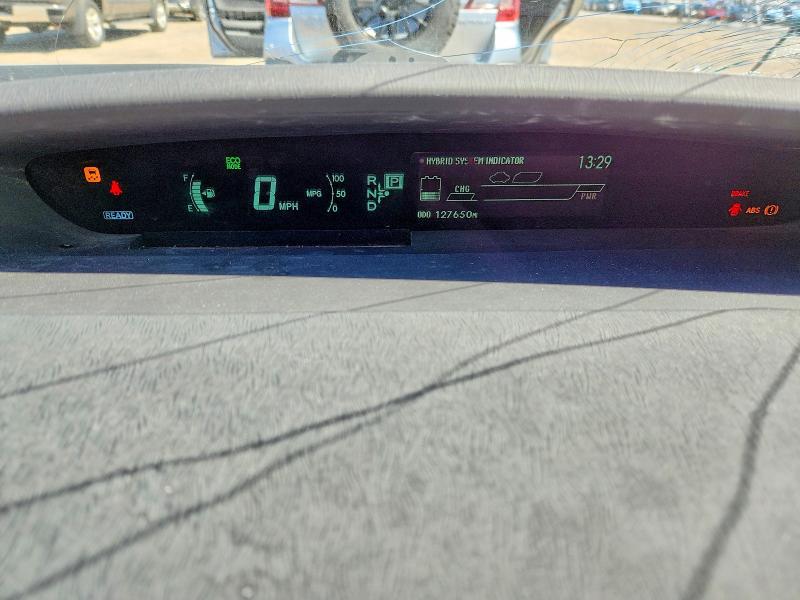 ECO
MODE
READY
F
E
0 MPH
MPG
100
50
0
R
N
D
P
HYBRID SYSTEM INDICATOR
13:29
CHG
PWR
ODO 127650M
BRAKE
ABS